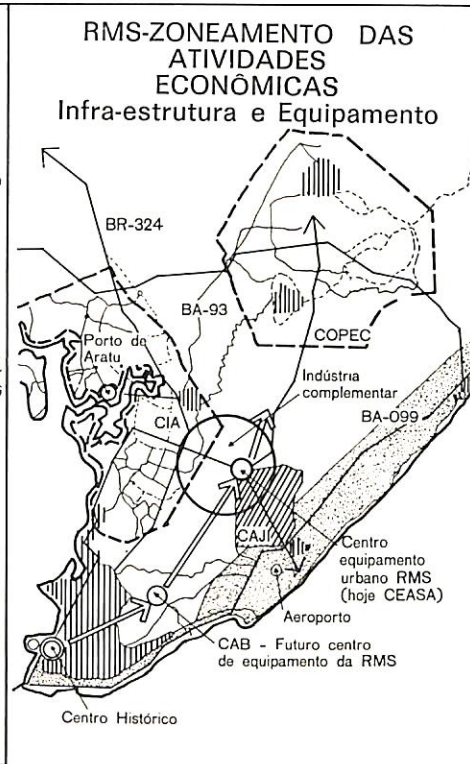 RMS-ZONEAMENTO DAS
ATIVIDADES
ECONÔMICAS
Infra-estrutura e Equipamento
BR-324
BA-93
COPEC
Porto de
Aratu
Indústria
complementar
BA-099
CIA
CAJI
Centro
equipamento
urbano RMS
(hoje CEASA)
Aeroporto
CAB - Futuro centro
de equipamento da RMS
Centro Histórico